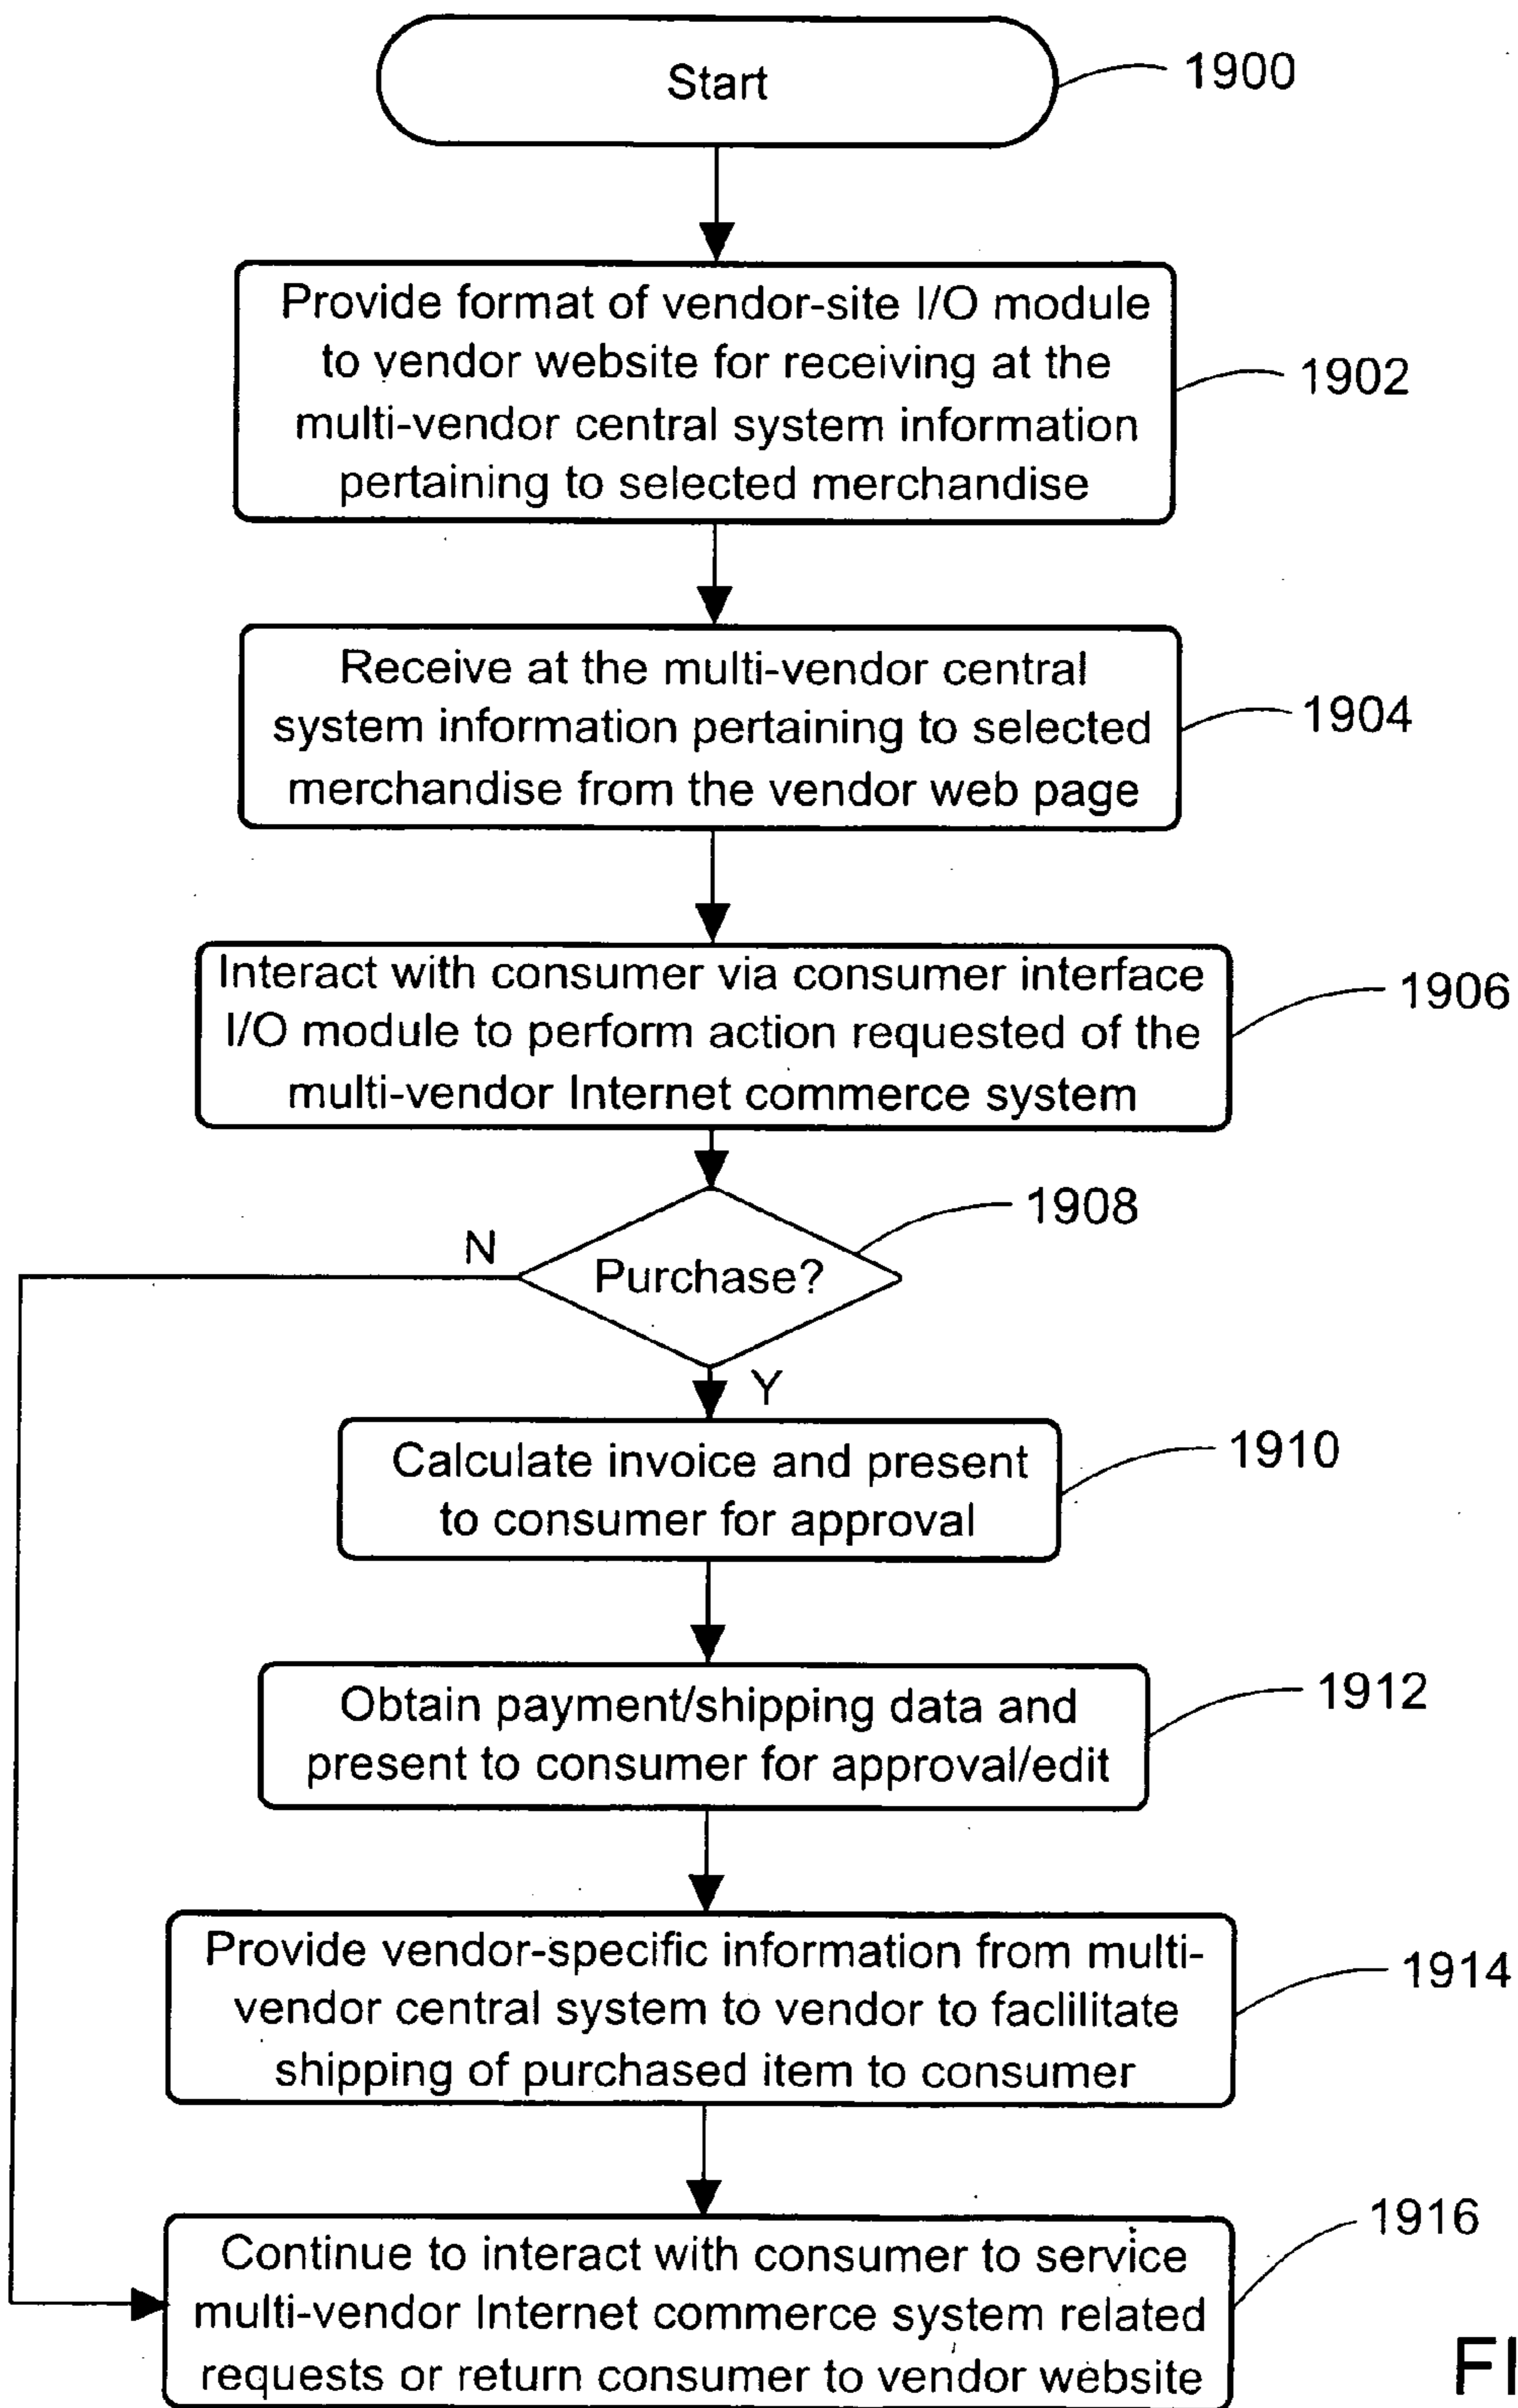 Start
1900
Provide format of vendor-site I/O module
to vendor website for receiving at the
multi-vendor central system information
pertaining to selected merchandise
1902
Receive at the multi-vendor central
system information pertaining to selected
merchandise from the vendor web page
1904
Interact with consumer via consumer interface
I/O module to perform action requested of the
multi-vendor Internet commerce system
1906
1908
N
Purchase?
Y
Calculate invoice and present
to consumer for approval
1910
Obtain payment/shipping data and
present to consumer for approval/edit
1912
Provide vendor-specific information from multi-
vendor central system to vendor to faclilitate
shipping of purchased item to consumer
1914
Continue to interact with consumer to service
multi-vendor Internet commerce system related
requests or return consumer to vendor website
1916
FI